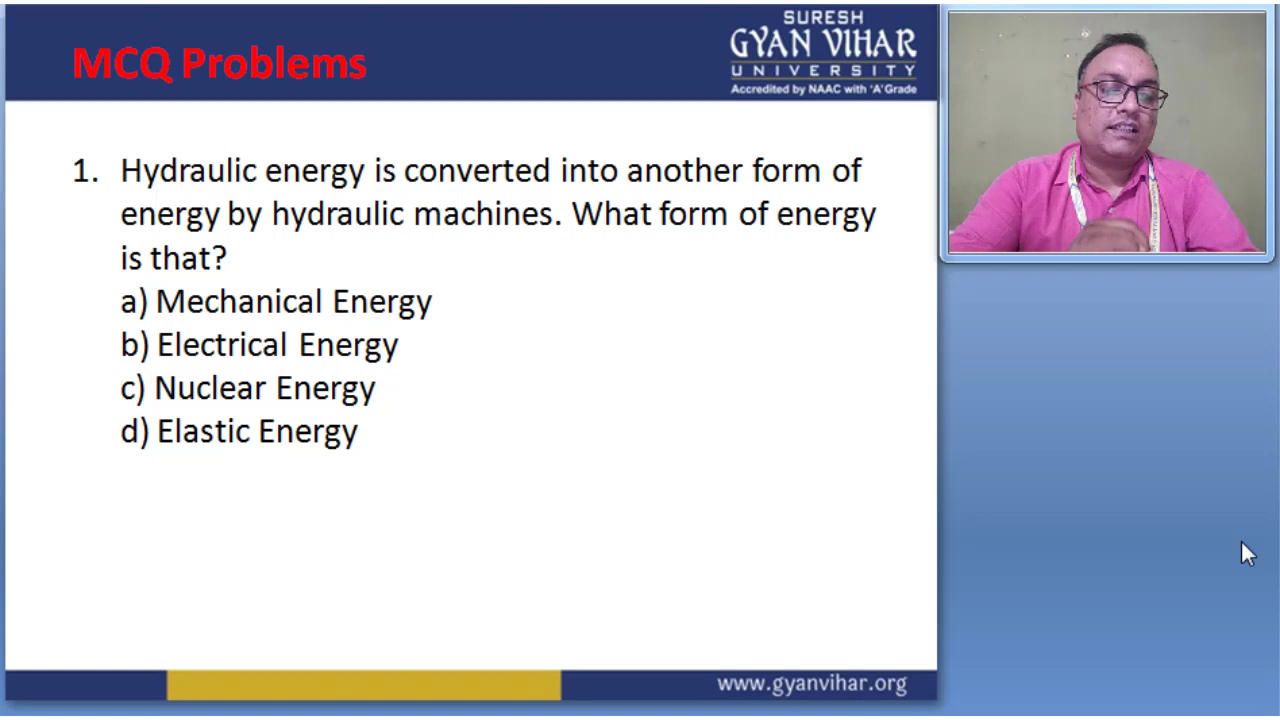 MCQ Problems
SURESH
GYAN VIHAR
UNIVERSITY
Accredited by NAAC with 'A' Grade
1. Hydraulic energy is converted into another form of
energy by hydraulic machines. What form of energy
is that?
a) Mechanical Energy
b) Electrical Energy
c) Nuclear Energy
d) Elastic Energy
www.gyanvihar.org